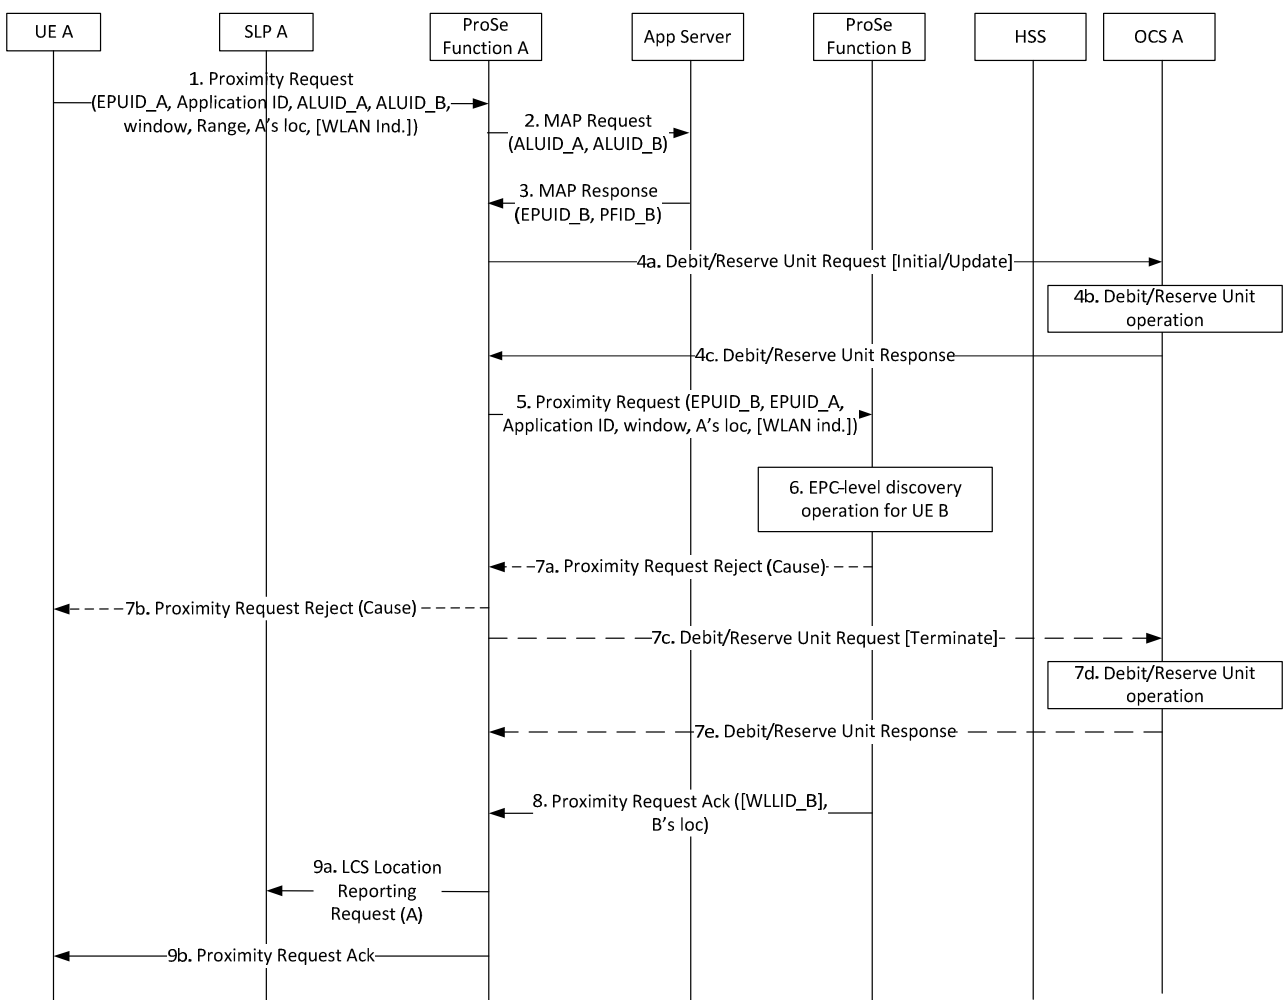 UE A
SLP A
ProSe
Function A
App Server
ProSe
Function B
HSS
OCS A
1. Proximity Request
(EPUID_A, Application ID, ALUID_A, ALUID_B,
window, Range, A's loc, [WLAN Ind.])
2. MAP Request
(ALUID_A, ALUID_B)
3. MAP Response
(EPUID_B, PFID_B)
4a. Debit/Reserve Unit Request [Initial/Update]
4b. Debit/Reserve Unit
operation
4c. Debit/Reserve Unit Response
5. Proximity Request (EPUID_B, EPUID_A,
Application ID, window, A's loc, [WLAN ind.])
6. EPC-level discovery
operation for UE B
7a. Proximity Request Reject (Cause)
7b. Proximity Request Reject (Cause)
7c. Debit/Reserve Unit Request [Terminate]
7d. Debit/Reserve Unit
operation
7e. Debit/Reserve Unit Response
8. Proximity Request Ack ([WLLID_B],
B's loc)
9a. LCS Location
Reporting
Request (A)
9b. Proximity Request Ack